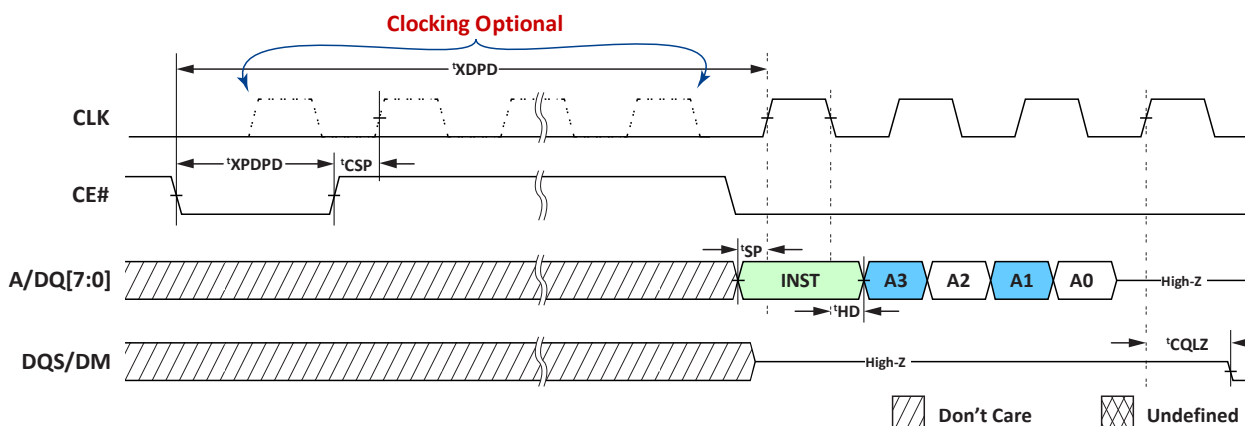 Clocking Optional
tXDPD
CLK
tXPDPD
tCSP
CE#
tSP
A/DQ[7:0]
INST
A3
A2
A1
A0
High-Z
tHD
tCQLZ
DQS/DM
High-Z
Don't Care
Undefined